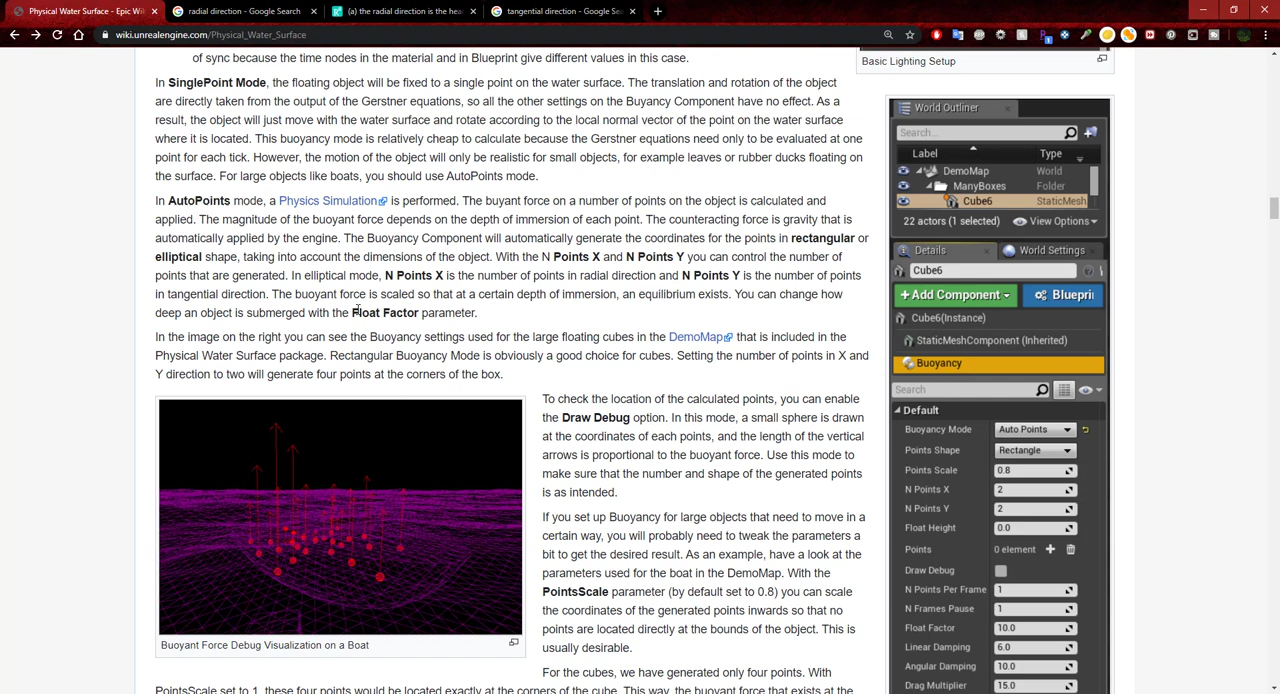 Physical Water Surface - Epic Wi
radial direction - Google Search
(a) the radial direction is the hea
tangential direction - Google Sea
wiki.unrealengine.com/Physical_Water_Surface
of sync because the time nodes in the material and in Blueprint give different values in this case.
In SinglePoint Mode, the floating object will be fixed to a single point on the water surface. The translation and rotation of the object
are directly taken from the output of the Gerstner equations, so all the other settings on the Buyancy Component have no effect. As a
result, the object will just move with the water surface and rotate according to the local normal vector of the point on the water surface
where it is located. This buoyancy mode is relatively cheap to calculate because the Gerstner equations need only to be evaluated at one
point for each tick. However, the motion of the object will only be realistic for small objects, for example leaves or rubber ducks floating on
the surface. For large objects like boats, you should use AutoPoints mode.
In AutoPoints mode, a Physics Simulation is performed. The buyant force on a number of points on the object is calculated and
applied. The magnitude of the buoyant force depends on the depth of immersion of each point. The counteracting force is gravity that is
automatically applied by the engine. The Buoyancy Component will automatically generate the coordinates for the points in rectangular or
elliptical shape, taking into account the dimensions of the object. With the N Points X and N Points Y you can control the number of
points that are generated. In elliptical mode, N Points X is the number of points in radial direction and N Points Y is the number of points
in tangential direction. The buoyant force is scaled so that at a certain depth of immersion, an equilibrium exists. You can change how
deep an object is submerged with the Float Factor parameter.
In the image on the right you can see the Buoyancy settings used for the large floating cubes in the DemoMap that is included in the
Physical Water Surface package. Rectangular Buoyancy Mode is obviously a good choice for cubes. Setting the number of points in X and
Y direction to two will generate four points at the corners of the box.
Buoyant Force Debug Visualization on a Boat
To check the location of the calculated points, you can enable
the Draw Debug option. In this mode, a small sphere is drawn
at the coordinates of each points, and the length of the vertical
arrows is proportional to the buoyant force. Use this mode to
make sure that the number and shape of the generated points
is as intended.
If you set up Buoyancy for large objects that need to move in a
certain way, you will probably need to tweak the parameters a
bit to get the desired result. As an example, have a look at the
parameters used for the boat in the DemoMap. With the
PointsScale parameter (by default set to 0.8) you can scale
the coordinates of the generated points inwards so that no
points are located directly at the bounds of the object. This is
usually desirable.
For the cubes, we have generated only four points. With
PointsScale set to 1, these four points would be located exactly at the corners of the cube. This way, the buoyant force that exists at the
Basic Lighting Setup
World Outliner
Search...
Label Type
DemoMap World
ManyBoxes Folder
Cube6 StaticMesh
22 actors (1 selected) View Options
Details World Settings
Cube6
+ Add Component Bluepri
Cube6(Instance)
StaticMeshComponent (Inherited)
Buoyancy
Search
Default
Buoyancy Mode Auto Points
Points Shape Rectangle
Points Scale 0.8
N Points X 2
N Points Y 2
Float Height 0.0
Points 0 element
Draw Debug
N Points Per Frame 1
N Frames Pause 1
Float Factor 10.0
Linear Damping 6.0
Angular Damping 10.0
Drag Multiplier 15.0